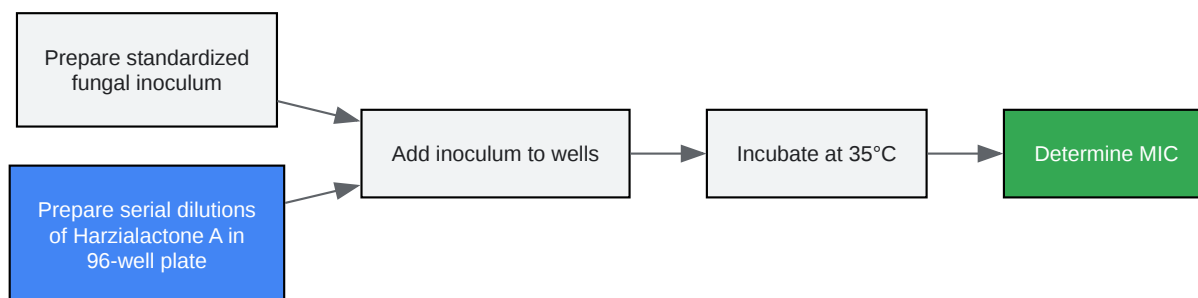 Prepare standardized
fungal inoculum
Prepare serial dilutions
of Harzialactone A in
96-well plate
Add inoculum to wells
Incubate at 35°C
Determine MIC